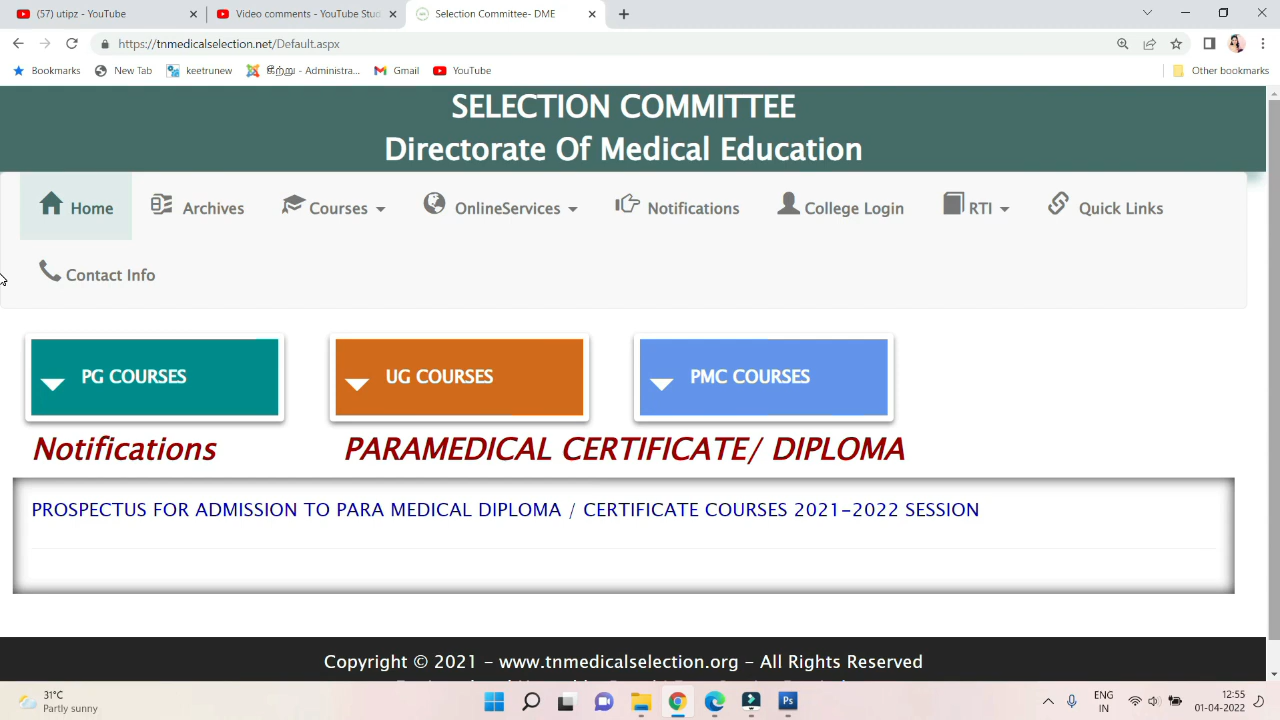 (57) utipz - YouTube
Video comments - YouTube Stud
Selection Committee- DME
https://tnmedicalselection.net/Default.aspx
Bookmarks
New Tab
keetrunew
Administra...
Gmail
YouTube
Other bookmarks
SELECTION COMMITTEE
Directorate Of Medical Education
Home
Archives
Courses
OnlineServices
Notifications
College Login
RTI
Quick Links
Contact Info
PG COURSES
UG COURSES
PMC COURSES
Notifications
PARAMEDICAL CERTIFICATE/ DIPLOMA
PROSPECTUS FOR ADMISSION TO PARA MEDICAL DIPLOMA / CERTIFICATE COURSES 2021-2022 SESSION
Copyright © 2021 - www.tnmedicalselection.org - All Rights Reserved
31°C
Partly sunny
Ps
ENG
IN
12:55
01-04-2022